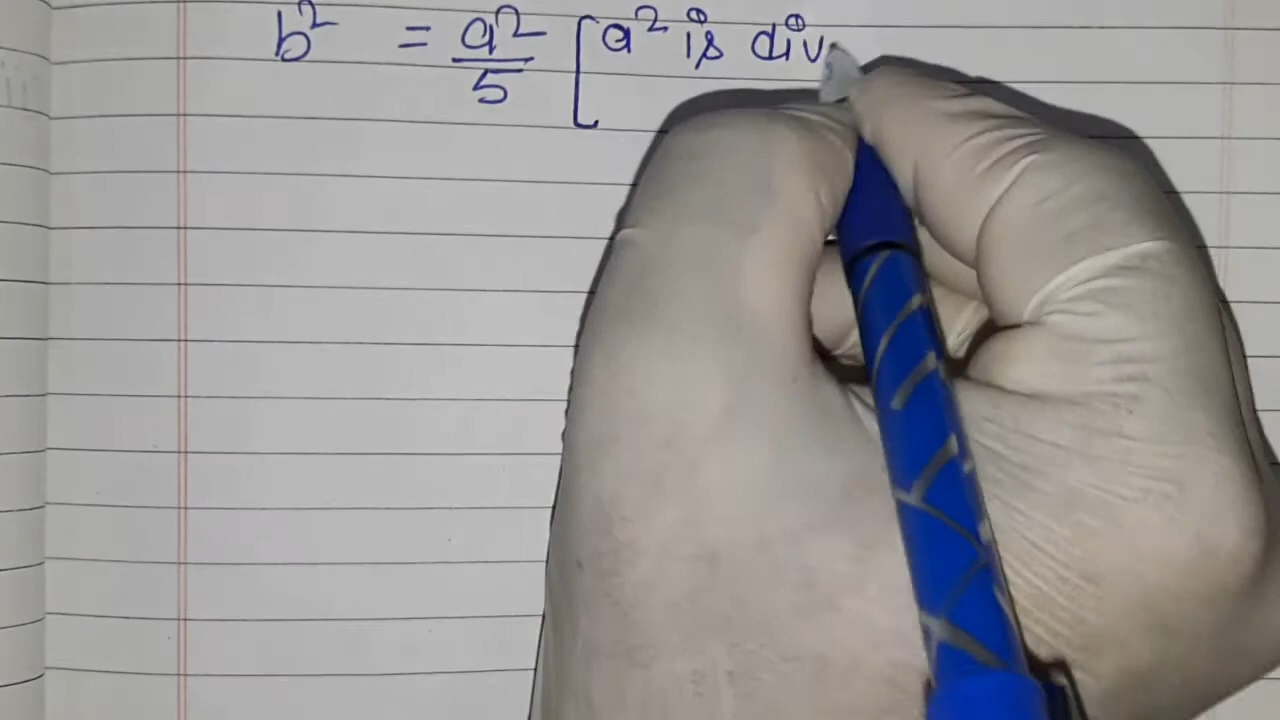 b² = a²/5 [a² is div